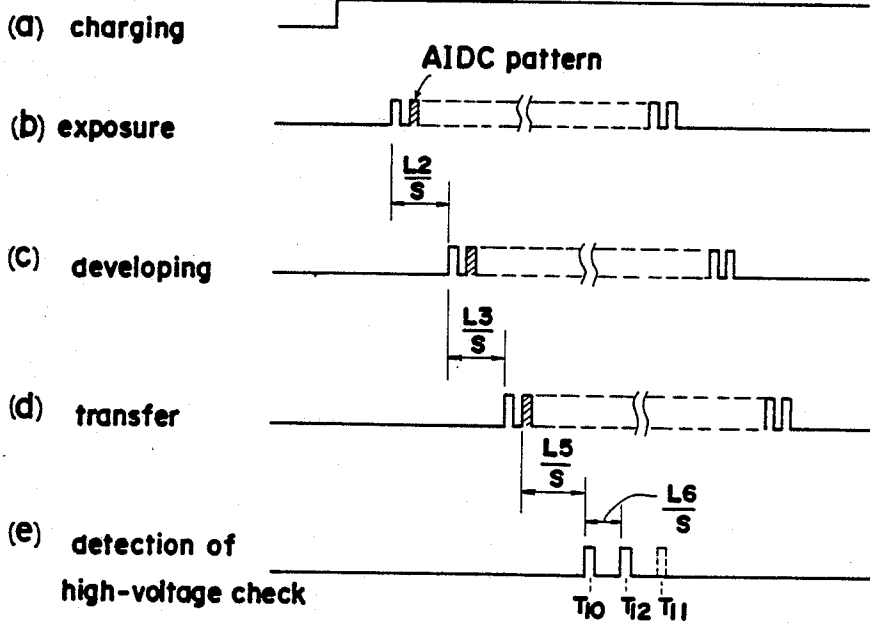 (a) charging
AIDC pattern
(b) exposure
L2
S
(c) developing
L3
S
(d) transfer
L5
S
L6
S
(e) detection of
high-voltage check
T10 T12 T11